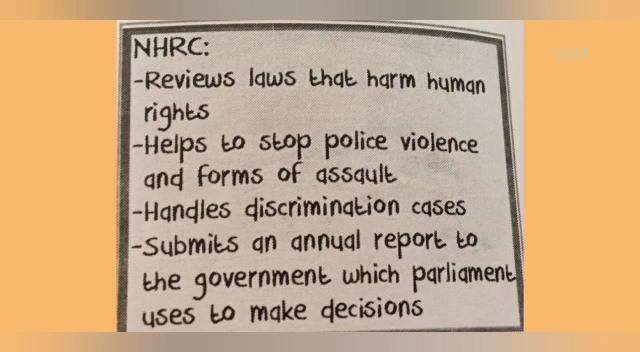 NHRC:
-Reviews laws that harm human
rights
-Helps to stop police violence
and forms of assault
-Handles discrimination cases
-Submits an annual report to
the government which parliament
uses to make decisions